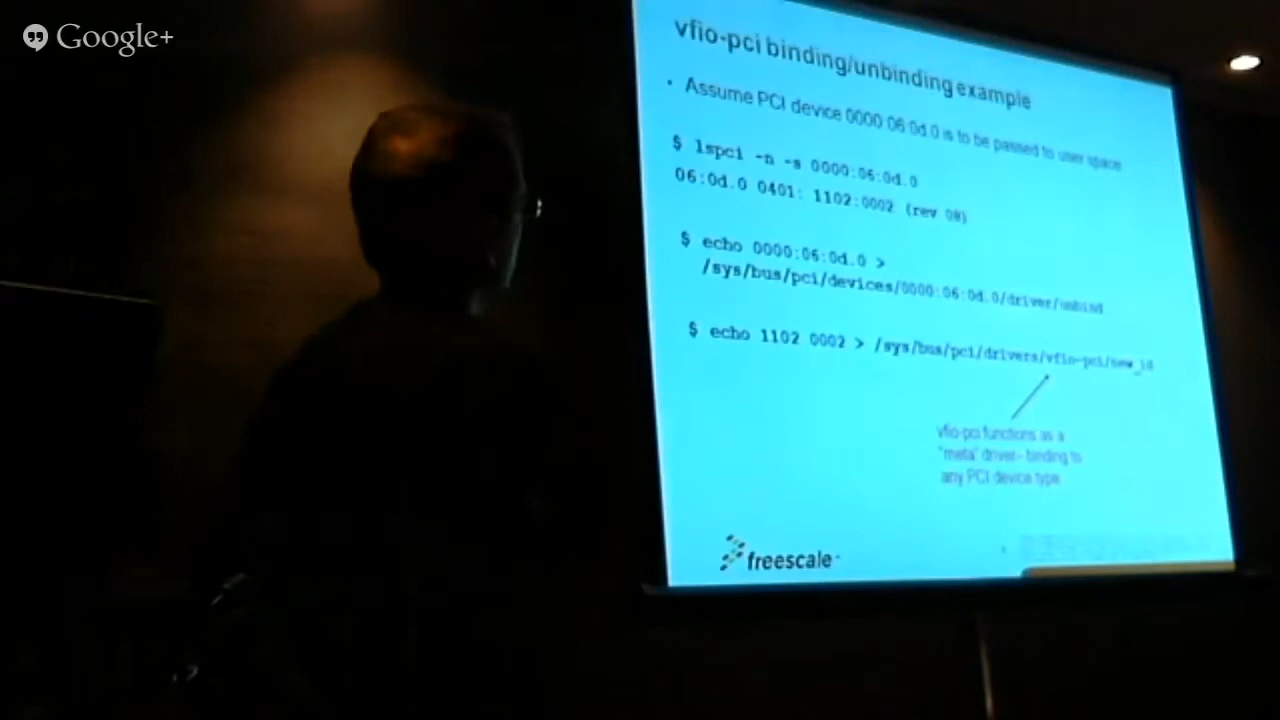 Google+
vfio-pci binding/unbinding example
• Assume PCI device 0000:06:0d.0 is to be passed to user space
$ lspci -n -s 0000:06:0d.0
06:0d.0 0401: 1102:0002 (rev 08)
$ echo 0000:06:0d.0 >
/sys/bus/pci/devices/0000:06:0d.0/driver/unbind
$ echo 1102 0002 > /sys/bus/pci/drivers/vfio-pci/new_id
vfio-pci functions as a
"meta" driver- binding to
any PCI device type
freescale